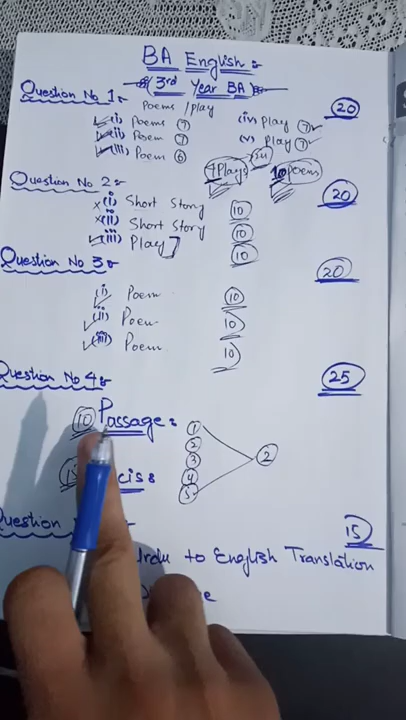 BA English :
3rd Year BA
Question No 1 :- 20
Poems / play
(i) Poems 7 (iv) Play 7
(ii) Poem 7 (v) Play 7
(iii) Poem 6
4 Plays 10 poems
Question No 2 :- 20
(i) Short Story 10
(ii) Short Story 10
(iii) Play 10
Question No 3 :- 20
(i) Poem 10
(ii) Poem 10
(iii) Poem 10
Question No 4 :- 25
10 Passage :
1
2
3
4
5
2
Question 15
Urdu to English Translation